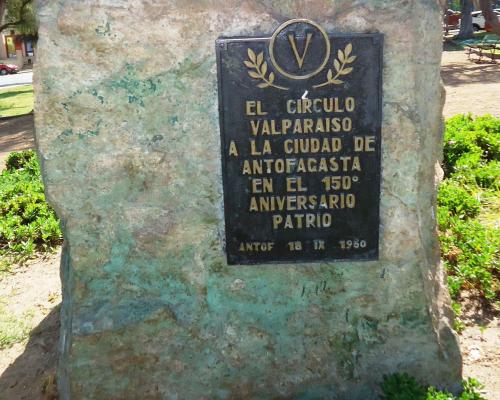 V
EL CIRCULO
VALPARAISO
A LA CIUDAD DE
ANTOFAGASTA
EN EL 150°
ANIVERSARIO
PATRIO
ANTOF 18 IX 1960